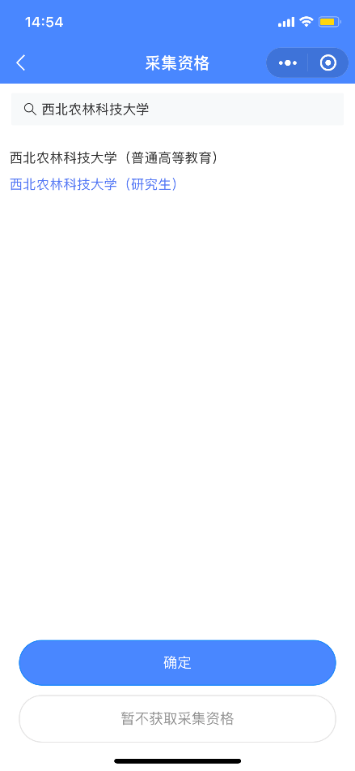 14:54
采集资格
西北农林科技大学
西北农林科技大学（普通高等教育）
西北农林科技大学（研究生）
确定
暂不获取采集资格